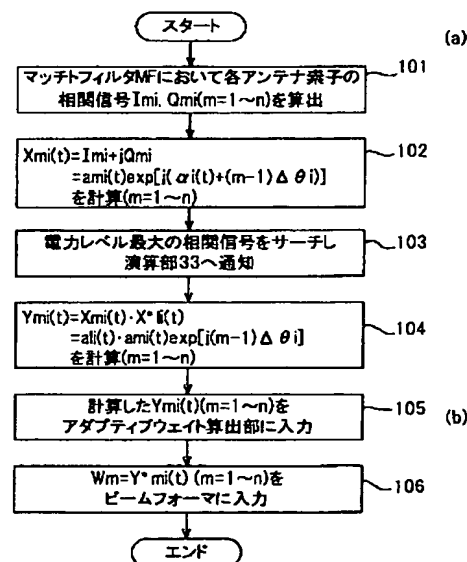 スタート
(a)
マッチトフィルタMFにおいて各アンテナ素子の
相関信号Imi, Qmi(m=1～n)を算出
101
Xmi(t)=Imi+jQmi
=ami(t)exp[j(αi(t)+(m-1)Δθi)]
を計算(m=1～n)
102
電力レベル最大の相関信号をサーチし
演算部33へ通知
103
Ymi(t)=Xmi(t)・X*li(t)
=ali(t)・ami(t)exp[j(m-1)Δθi]
を計算(m=1～n)
104
計算したYmi(t)(m=1～n)を
アダプティブウェイト算出部に入力
105
(b)
Wm=Y*mi(t) (m=1～n)を
ビームフォーマに入力
106
エンド